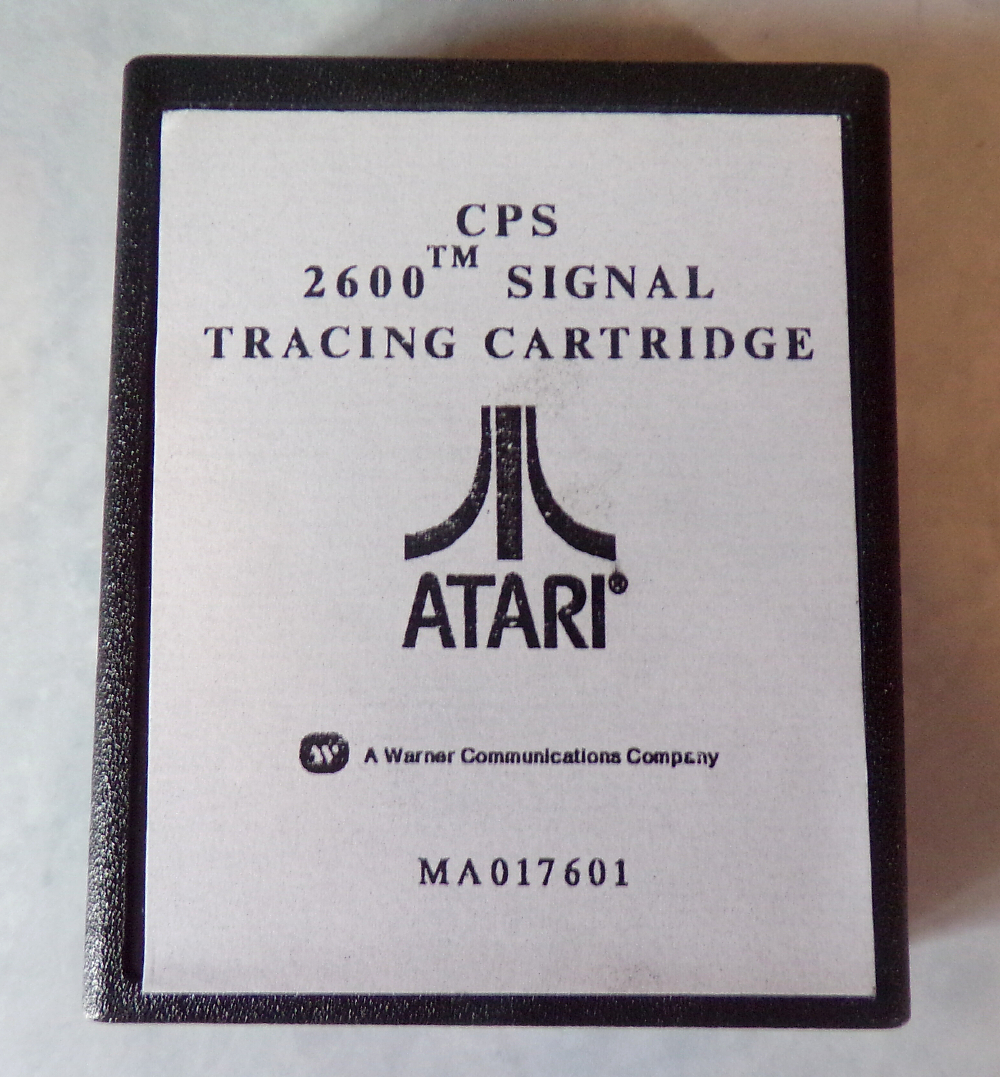 CPS
2600™ SIGNAL
TRACING CARTRIDGE
ATARI®
A Warner Communications Company
MA017601